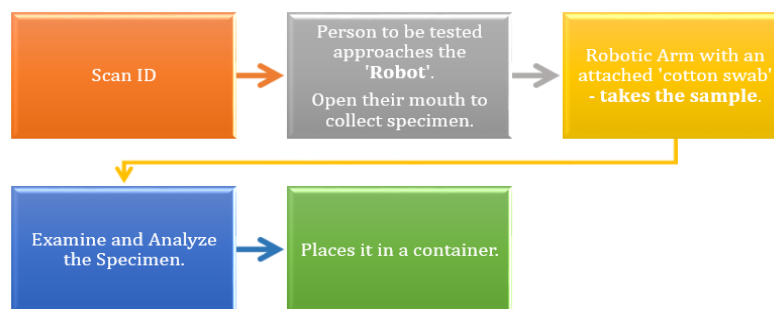 Scan ID
Person to be tested
approaches the
'Robot'.
Open their mouth to
collect specimen.
Robotic Arm with an
attached 'cotton swab'
- takes the sample.
Examine and Analyze
the Specimen.
Places it in a container.